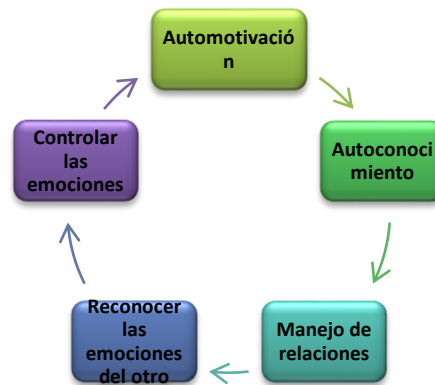 Automotivació
n
Autoconoci
miento
Manejo de
relaciones
Reconocer
las
emociones
del otro
Controlar
las
emociones